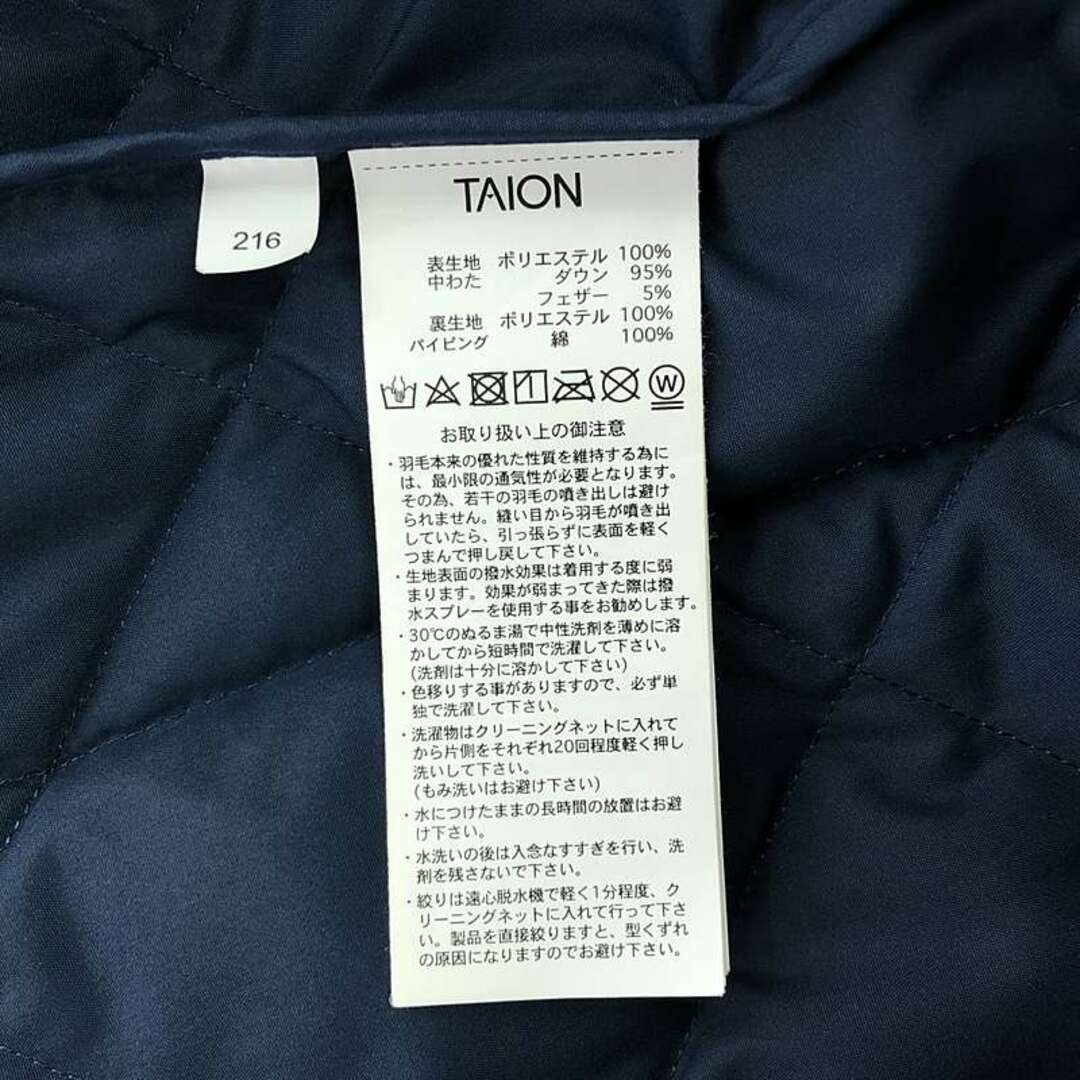 TAION
216
表生地 ポリエステル 100%
中わた ダウン 95%
フェザー 5%
裏生地 ポリエステル 100%
パイピング 綿 100%
W
お取り扱い上の御注意
・羽毛本来の優れた性質を維持する為に
は、最小限の通気性が必要となります。
その為、若干の羽毛の噴き出しは避け
られません。縫い目から羽毛が噴き出
していたら、引っ張らずに表面を軽く
つまんで押し戻して下さい。
・生地表面の撥水効果は着用する度に弱
まります。効果が弱まってきた際は撥
水スプレーを使用する事をお勧めします。
・30℃のぬるま湯で中性洗剤を薄めに溶
かしてから短時間で洗濯して下さい。
(洗剤は十分に溶かして下さい)
・色移りする事がありますので、必ず単
独で洗濯して下さい。
・洗濯物はクリーニングネットに入れて
から片側をそれぞれ20回程度軽く押し
洗いして下さい。
(もみ洗いはお避け下さい)
・水につけたままの長時間の放置はお避
け下さい。
・水洗いの後は入念なすすぎを行い、洗
剤を残さないで下さい。
・絞りは遠心脱水機で軽く1分程度、ク
リーニングネットに入れて行って下さ
い。製品を直接絞りますと、型くずれ
の原因になりますのでお避け下さい。